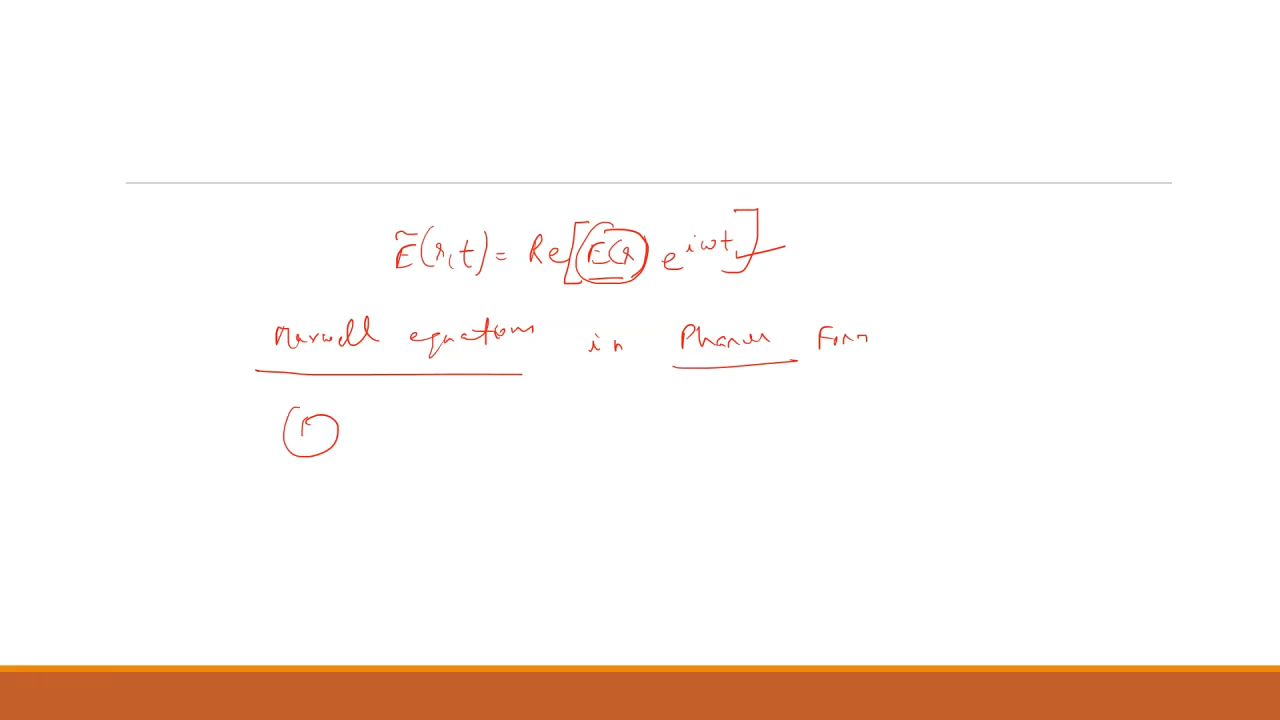 Ẽ(r,t) = Re[E(r) e^{iωt}]
Maxwell equations in Phasor Form
①